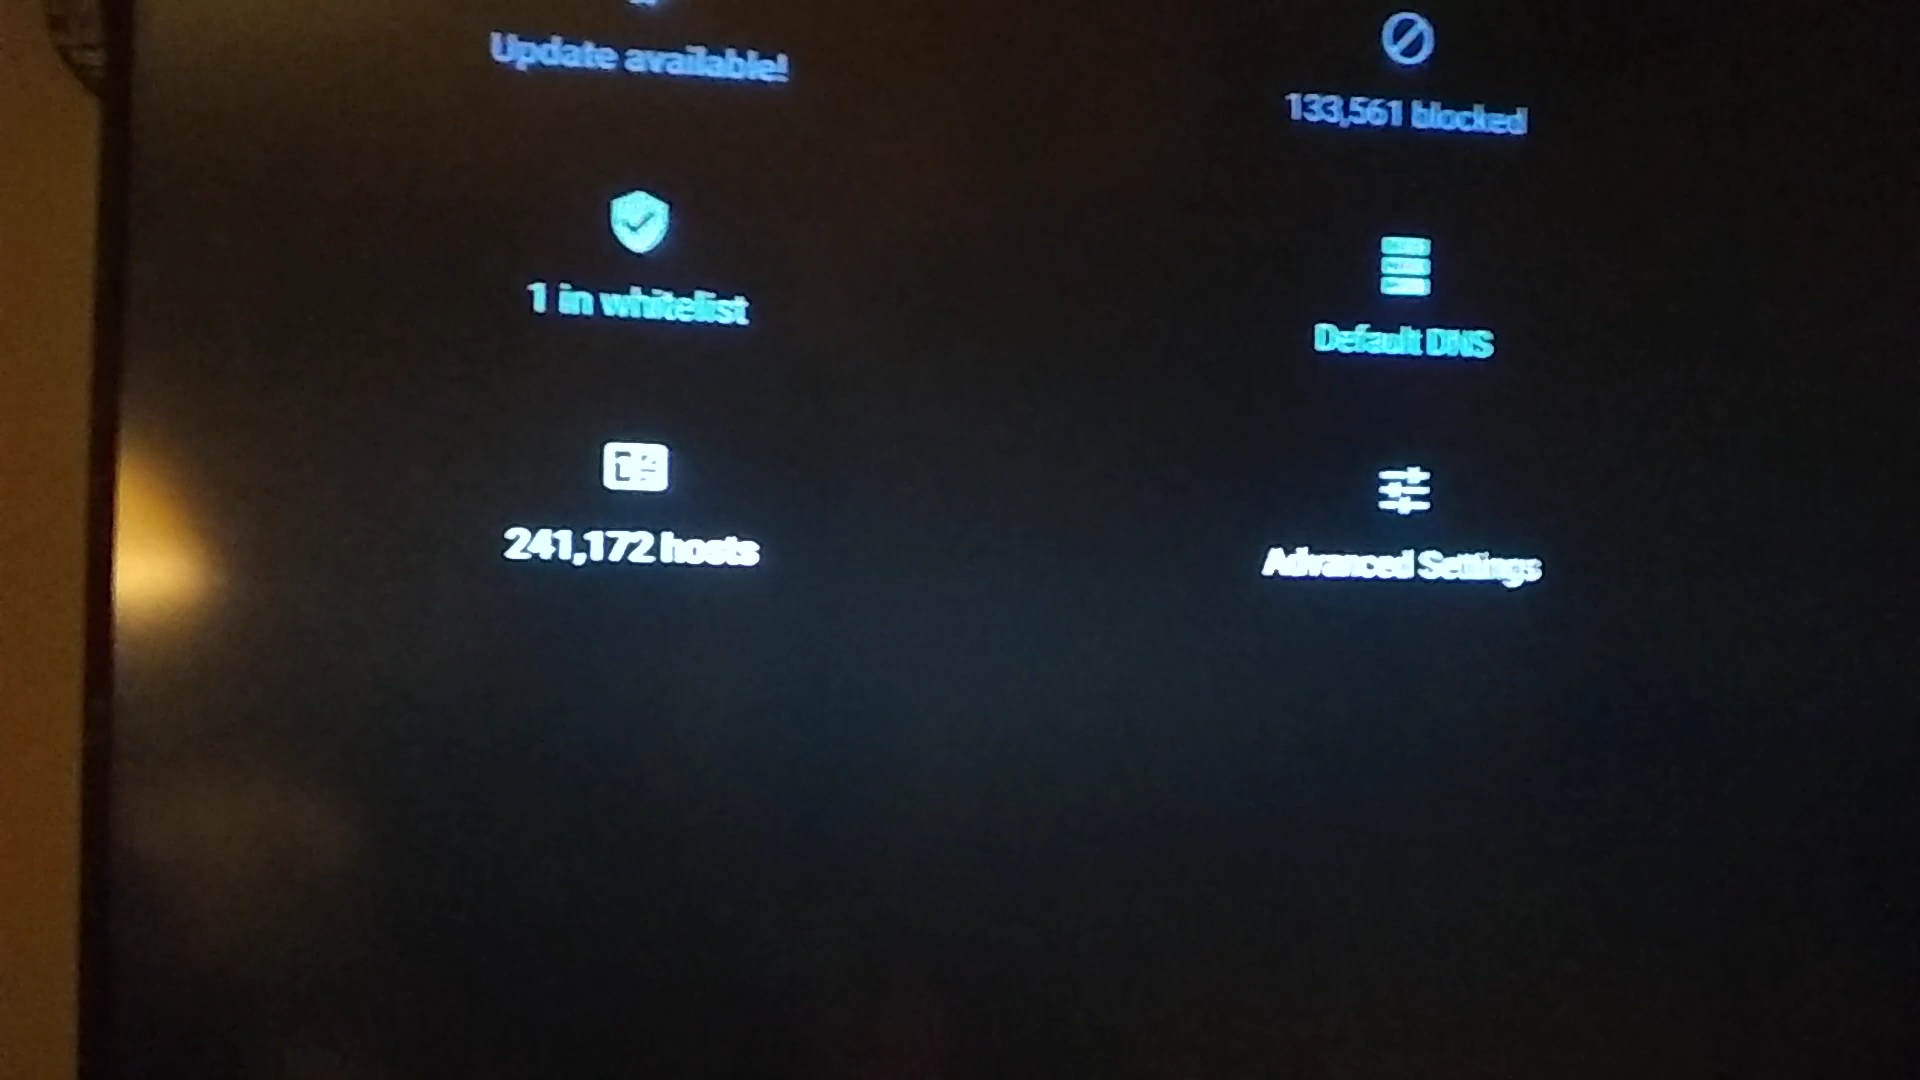 Update available!
133,561 blocked
1 in whitelist
Default DNS
241,172 hosts
Advanced Settings